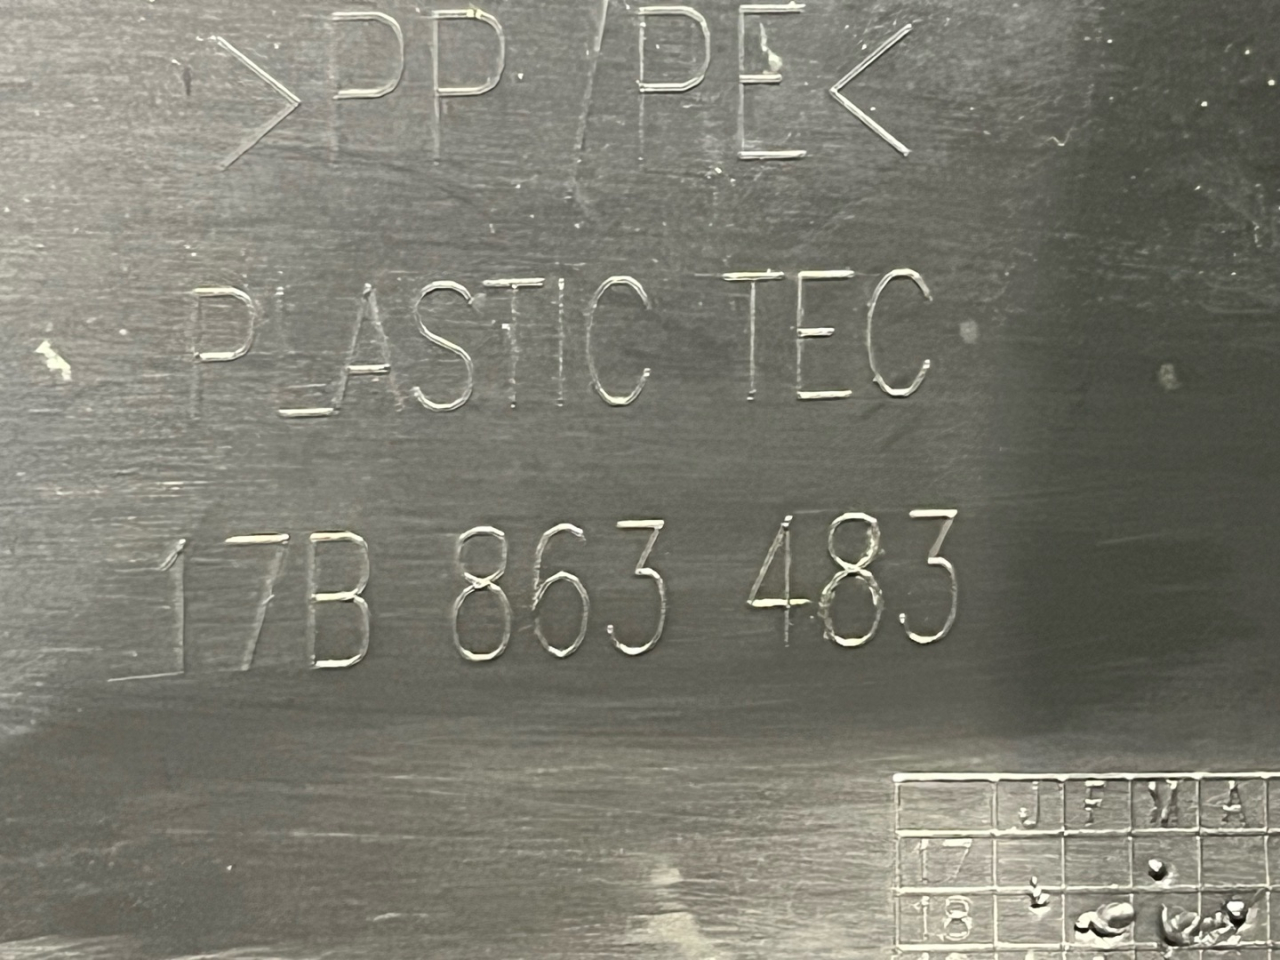 >PP/PE<
PLASTIC TEC
17B 863 483
J F M A
17
18